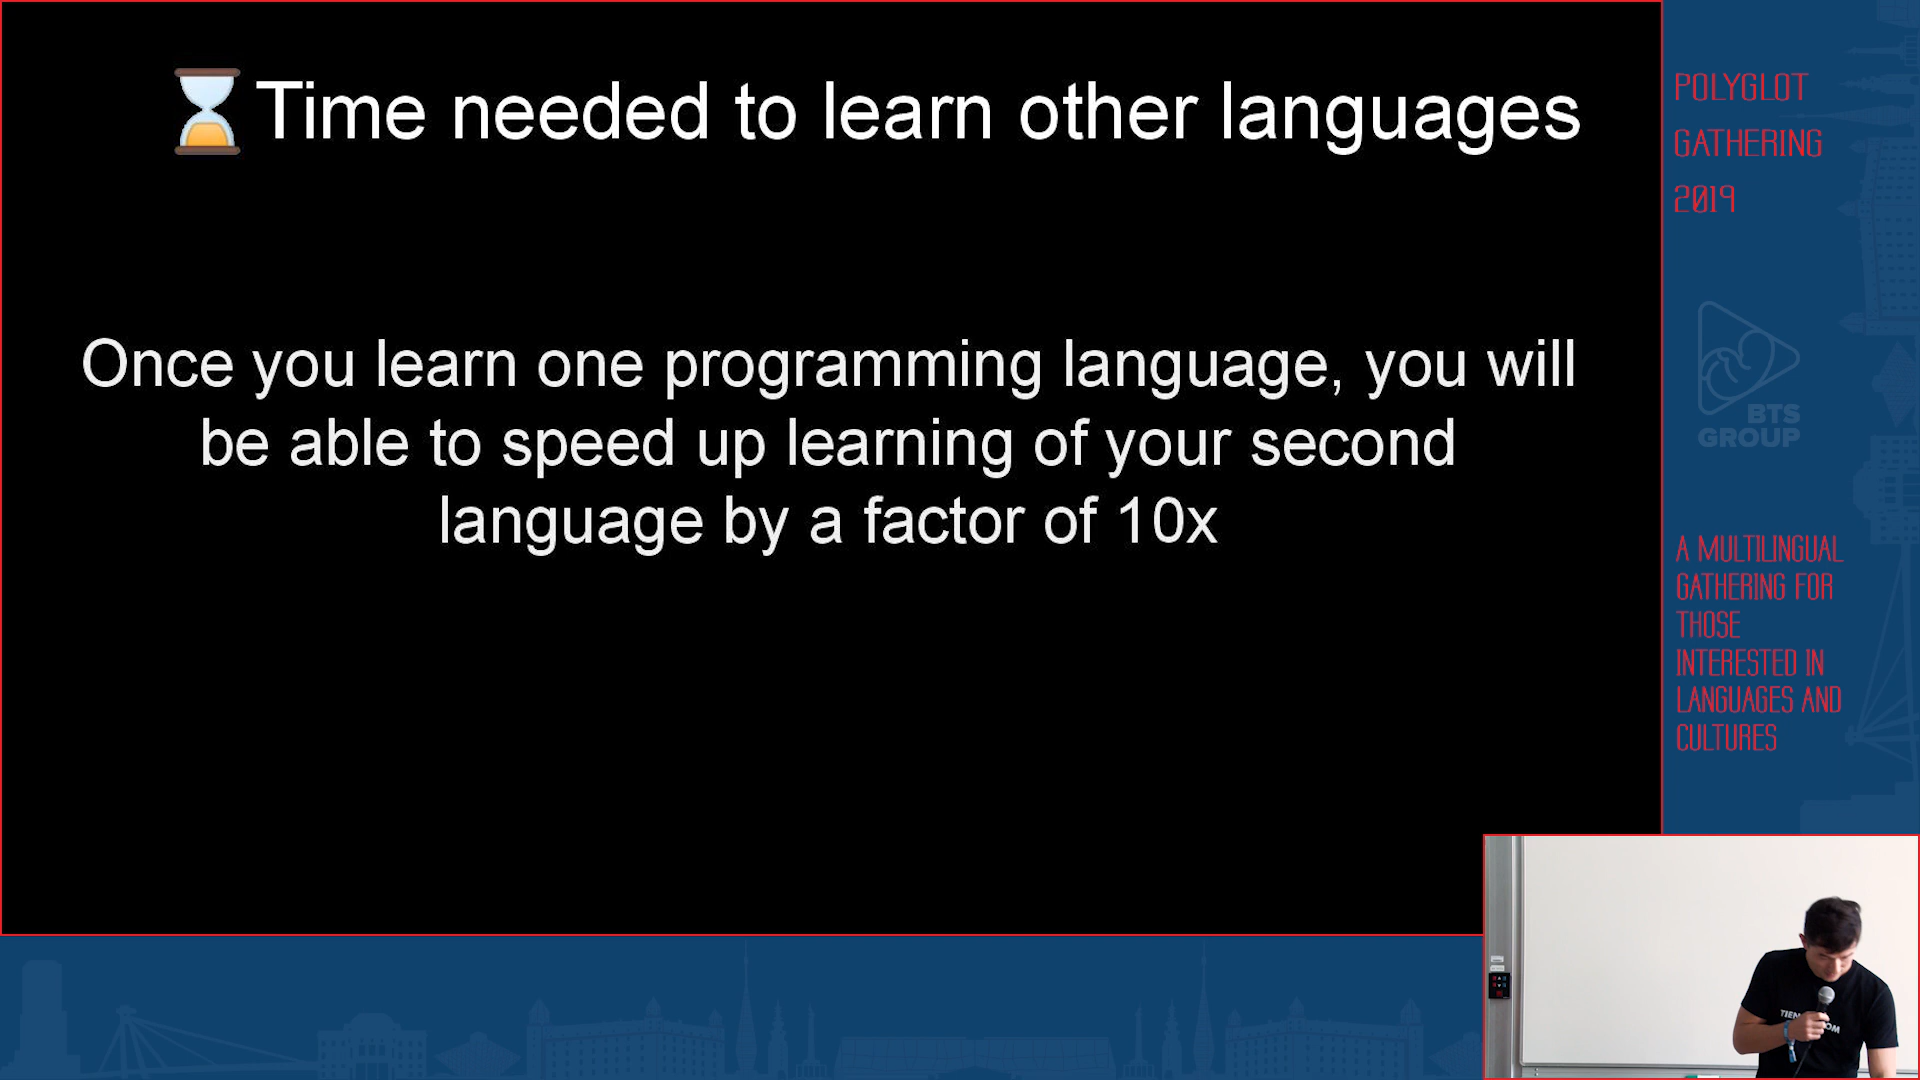 Time needed to learn other languages
Once you learn one programming language, you will
be able to speed up learning of your second
language by a factor of 10x
POLYGLOT
GATHERING
2019
BTS
GROUP
A MULTILINGUAL
GATHERING FOR
THOSE
INTERESTED IN
LANGUAGES AND
CULTURES